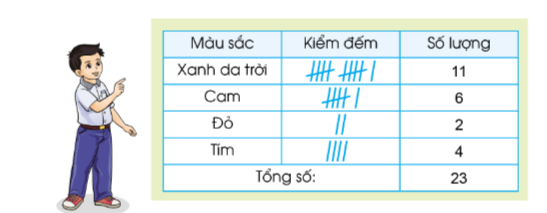 Màu sắc Kiểm đếm Số lượng
Xanh da trời 11
Cam 6
Đỏ 2
Tím 4
Tổng số: 23